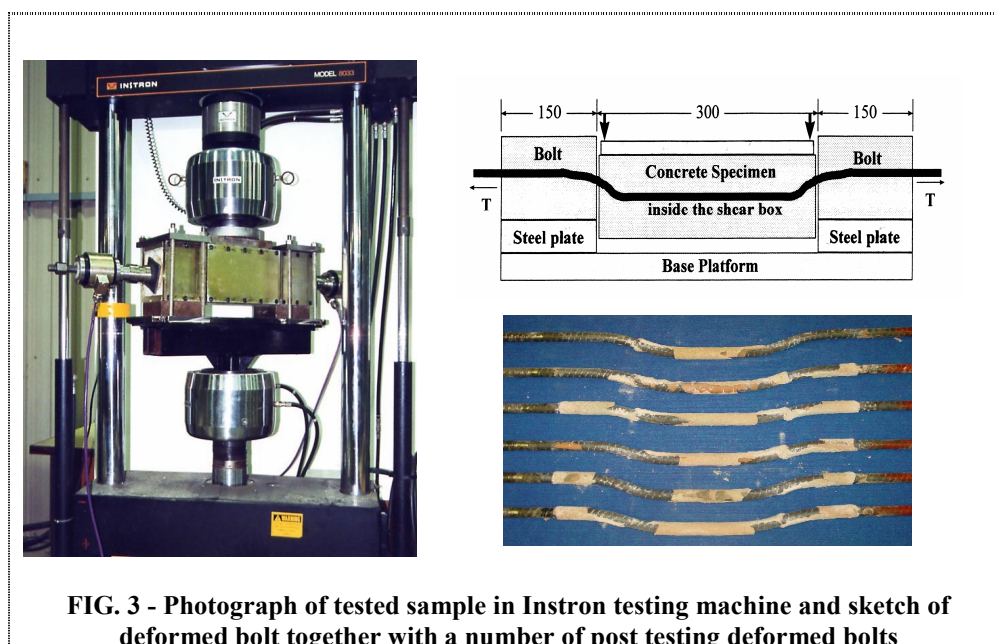 INSTRON
MODEL 8033
INSTRON
WARNING
150
300
150
Bolt
Concrete Specimen
Bolt
T
inside the shear box
T
Steel plate
Steel plate
Base Platform
FIG. 3 - Photograph of tested sample in Instron testing machine and sketch of
deformed bolt together with a number of post testing deformed bolts